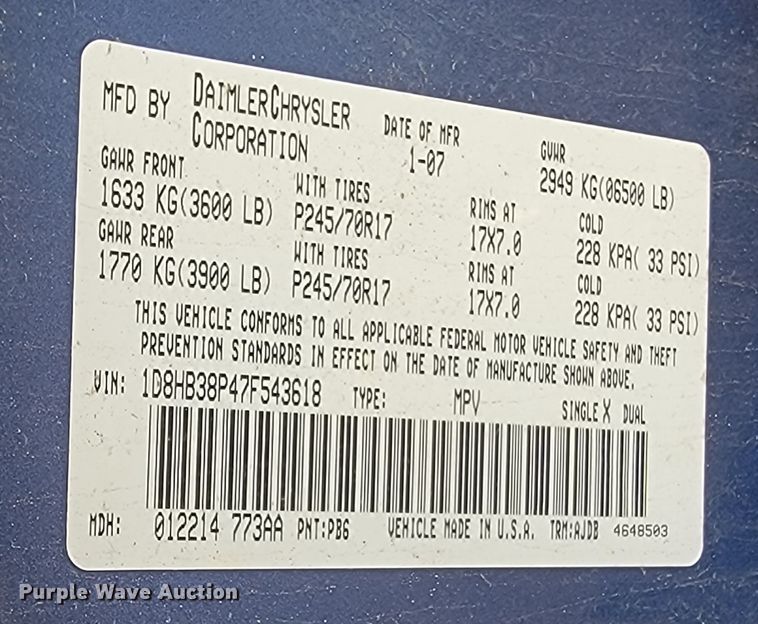 MFD BY DAIMLERCHRYSLER CORPORATION DATE OF MFR 1-07 GVWR 2949 KG(06500 LB)
GAWR FRONT WITH TIRES RIMS AT COLD
1633 KG(3600 LB) P245/70R17 17X7.0 228 KPA( 33 PSI)
GAWR REAR WITH TIRES RIMS AT COLD
1770 KG(3900 LB) P245/70R17 17X7.0 228 KPA( 33 PSI)
THIS VEHICLE CONFORMS TO ALL APPLICABLE FEDERAL MOTOR VEHICLE SAFETY AND THEFT
PREVENTION STANDARDS IN EFFECT ON THE DATE OF MANUFACTURE SHOWN ABOVE.
VIN: 1D8HB38P47F543618 TYPE: MPV SINGLE X DUAL
MDH: 012214 773AA PNT:PBG VEHICLE MADE IN U.S.A. TRM:AJDB 4648503
Purple Wave Auction